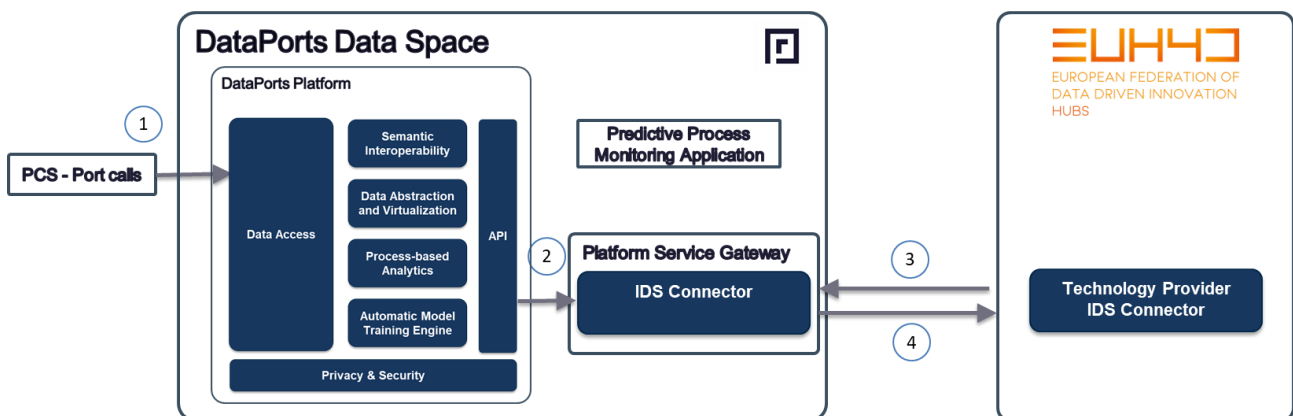 DataPorts Data Space
DataPorts Platform
1
PCS - Port calls
Data Access
Semantic
Interoperability
Data Abstraction
and Virtualization
Process-based
Analytics
Automatic Model
Training Engine
API
Privacy & Security
Predictive Process
Monitoring Application
2
Platform Service Gateway
IDS Connector
3
4
EUH4D
EUROPEAN FEDERATION OF
DATA DRIVEN INNOVATION
HUBS
Technology Provider
IDS Connector